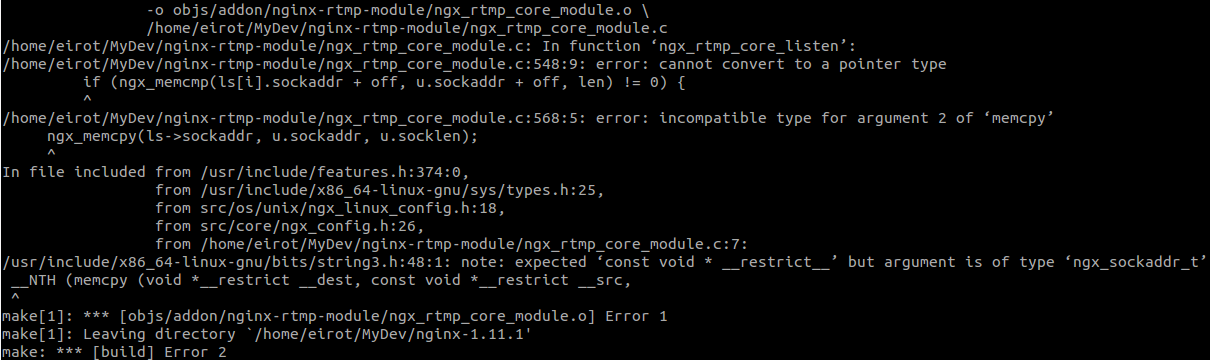 -o objs/addon/nginx-rtmp-module/ngx_rtmp_core_module.o \
/home/eirot/MyDev/nginx-rtmp-module/ngx_rtmp_core_module.c
/home/eirot/MyDev/nginx-rtmp-module/ngx_rtmp_core_module.c: In function ‘ngx_rtmp_core_listen’:
/home/eirot/MyDev/nginx-rtmp-module/ngx_rtmp_core_module.c:548:9: error: cannot convert to a pointer type
if (ngx_memcmp(ls[i].sockaddr + off, u.sockaddr + off, len) != 0) {
^
/home/eirot/MyDev/nginx-rtmp-module/ngx_rtmp_core_module.c:568:5: error: incompatible type for argument 2 of ‘memcpy’
ngx_memcpy(ls->sockaddr, u.sockaddr, u.socklen);
^
In file included from /usr/include/features.h:374:0,
from /usr/include/x86_64-linux-gnu/sys/types.h:25,
from src/os/unix/ngx_linux_config.h:18,
from src/core/ngx_config.h:26,
from /home/eirot/MyDev/nginx-rtmp-module/ngx_rtmp_core_module.c:7:
/usr/include/x86_64-linux-gnu/bits/string3.h:48:1: note: expected ‘const void * __restrict__’ but argument is of type ‘ngx_sockaddr_t’
__NTH (memcpy (void *__restrict __dest, const void *__restrict __src,
^
make[1]: *** [objs/addon/nginx-rtmp-module/ngx_rtmp_core_module.o] Error 1
make[1]: Leaving directory `/home/eirot/MyDev/nginx-1.11.1'
make: *** [build] Error 2